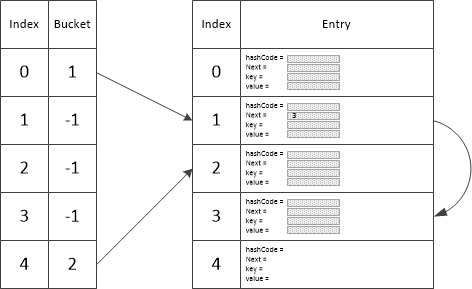 Index Bucket
0 1
1 -1
2 -1
3 -1
4 2
Index Entry
0
hashCode =
Next =
key =
value =
1
hashCode =
Next = 3
key =
value =
2
hashCode =
Next =
key =
value =
3
hashCode =
Next =
key =
value =
4
hashCode =
Next =
key =
value =